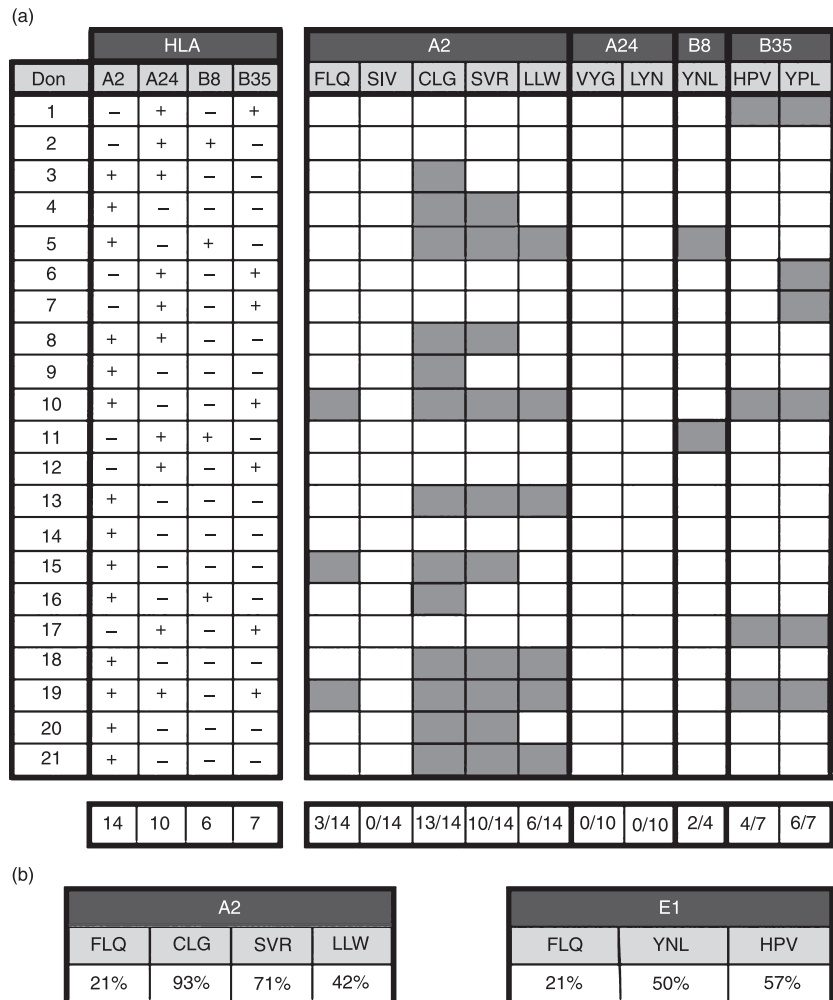 (a)
HLA A2 A24 B8 B35
Don A2 A24 B8 B35 FLQ SIV CLG SVR LLW VYG LYN YNL HPV YPL
1 – + – +
2 – + + –
3 + + – –
4 + – – –
5 + – + –
6 – + – +
7 – + – +
8 + + – –
9 + – – –
10 + – – +
11 – + + –
12 – + – +
13 + – – –
14 + – – –
15 + – – –
16 + – + –
17 – + – +
18 + – – –
19 + + – +
20 + – – –
21 + – – –
14 10 6 7 3/14 0/14 13/14 10/14 6/14 0/10 0/10 2/4 4/7 6/7
(b)
A2 E1
FLQ CLG SVR LLW FLQ YNL HPV
21% 93% 71% 42% 21% 50% 57%